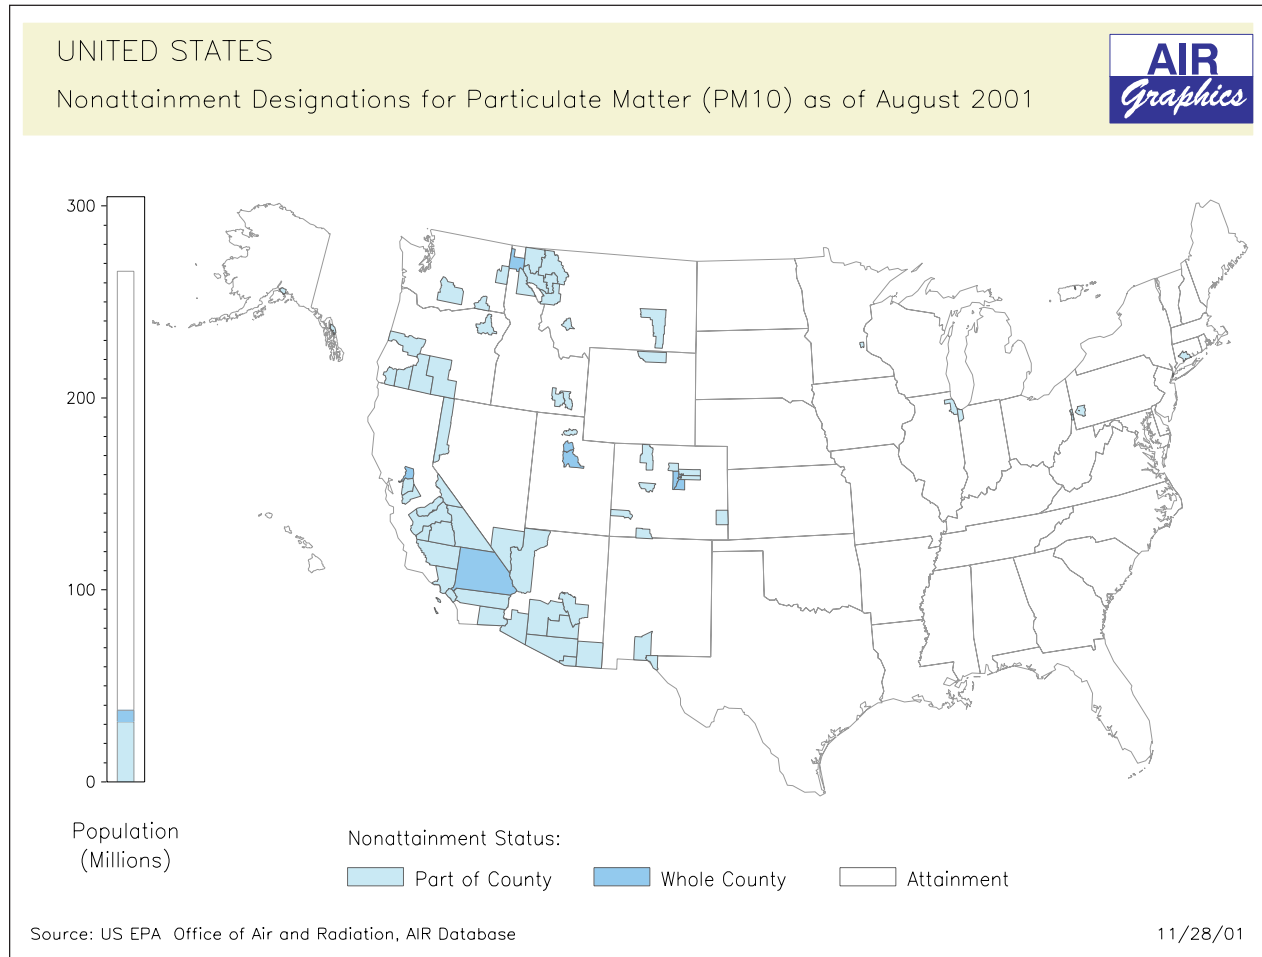 UNITED STATES
Nonattainment Designations for Particulate Matter (PM10) as of August 2001
AIR
Graphics
300
200
100
0
Population
(Millions)
Nonattainment Status:
Part of County
Whole County
Attainment
Source: US EPA Office of Air and Radiation, AIR Database
11/28/01